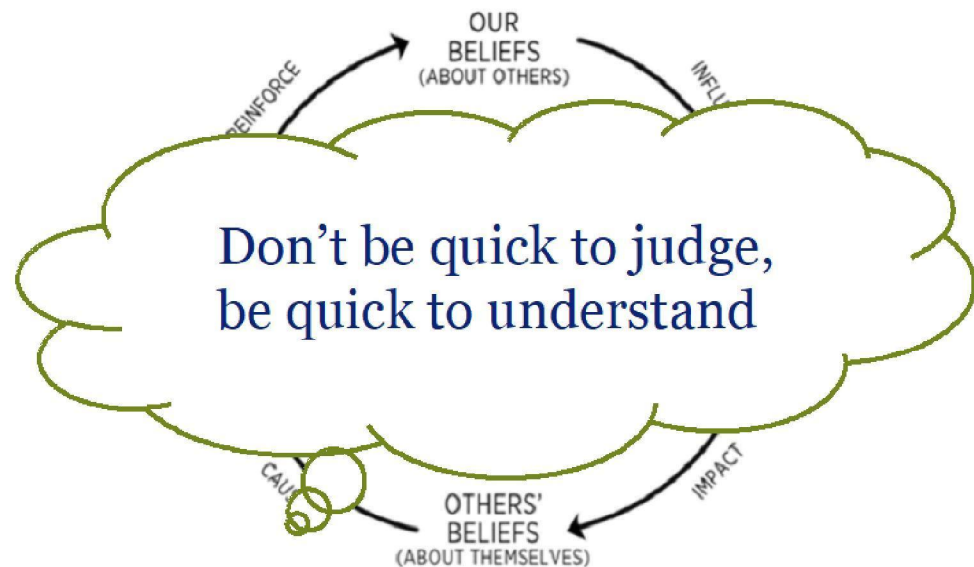 OUR
BELIEFS
(ABOUT OTHERS)
REINFORCE
Don’t be quick to judge,
be quick to understand
IMPACT
OTHERS'
BELIEFS
(ABOUT THEMSELVES)